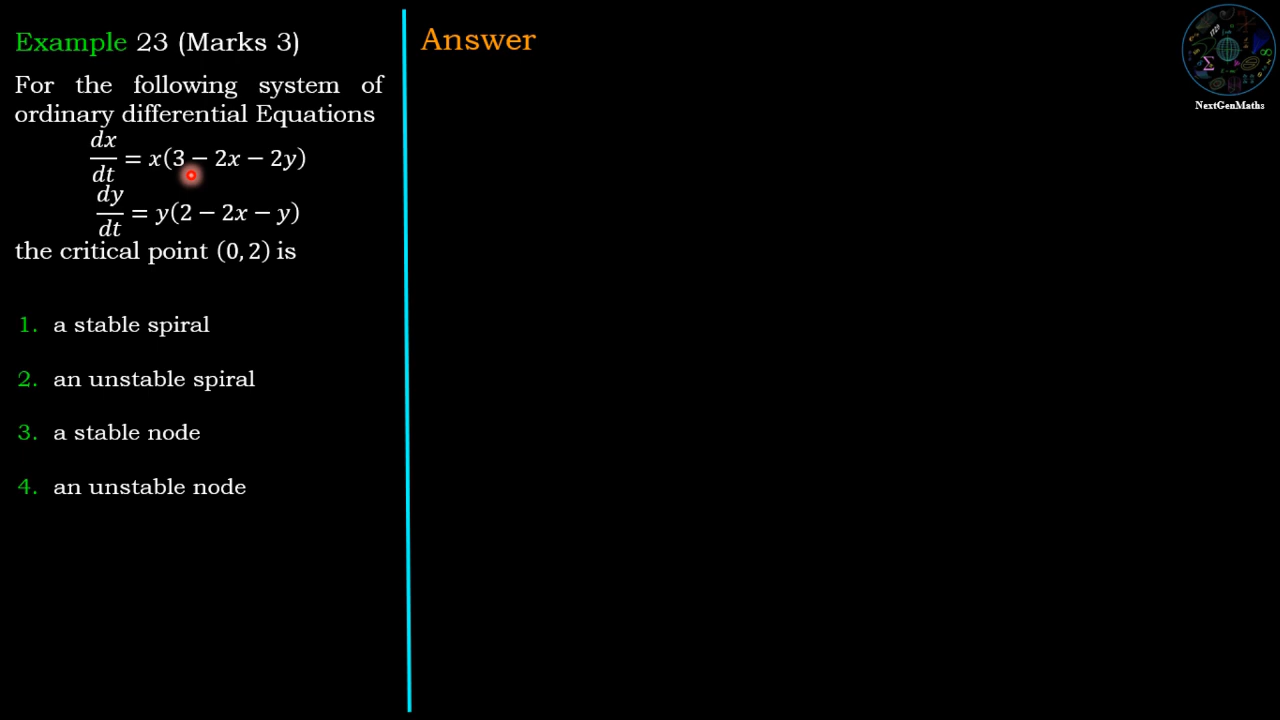 Example 23 (Marks 3)
For the following system of
ordinary differential Equations
dx/dt = x(3 − 2x − 2y)
dy/dt = y(2 − 2x − y)
the critical point (0, 2) is
1. a stable spiral
2. an unstable spiral
3. a stable node
4. an unstable node
Answer
NextGenMaths